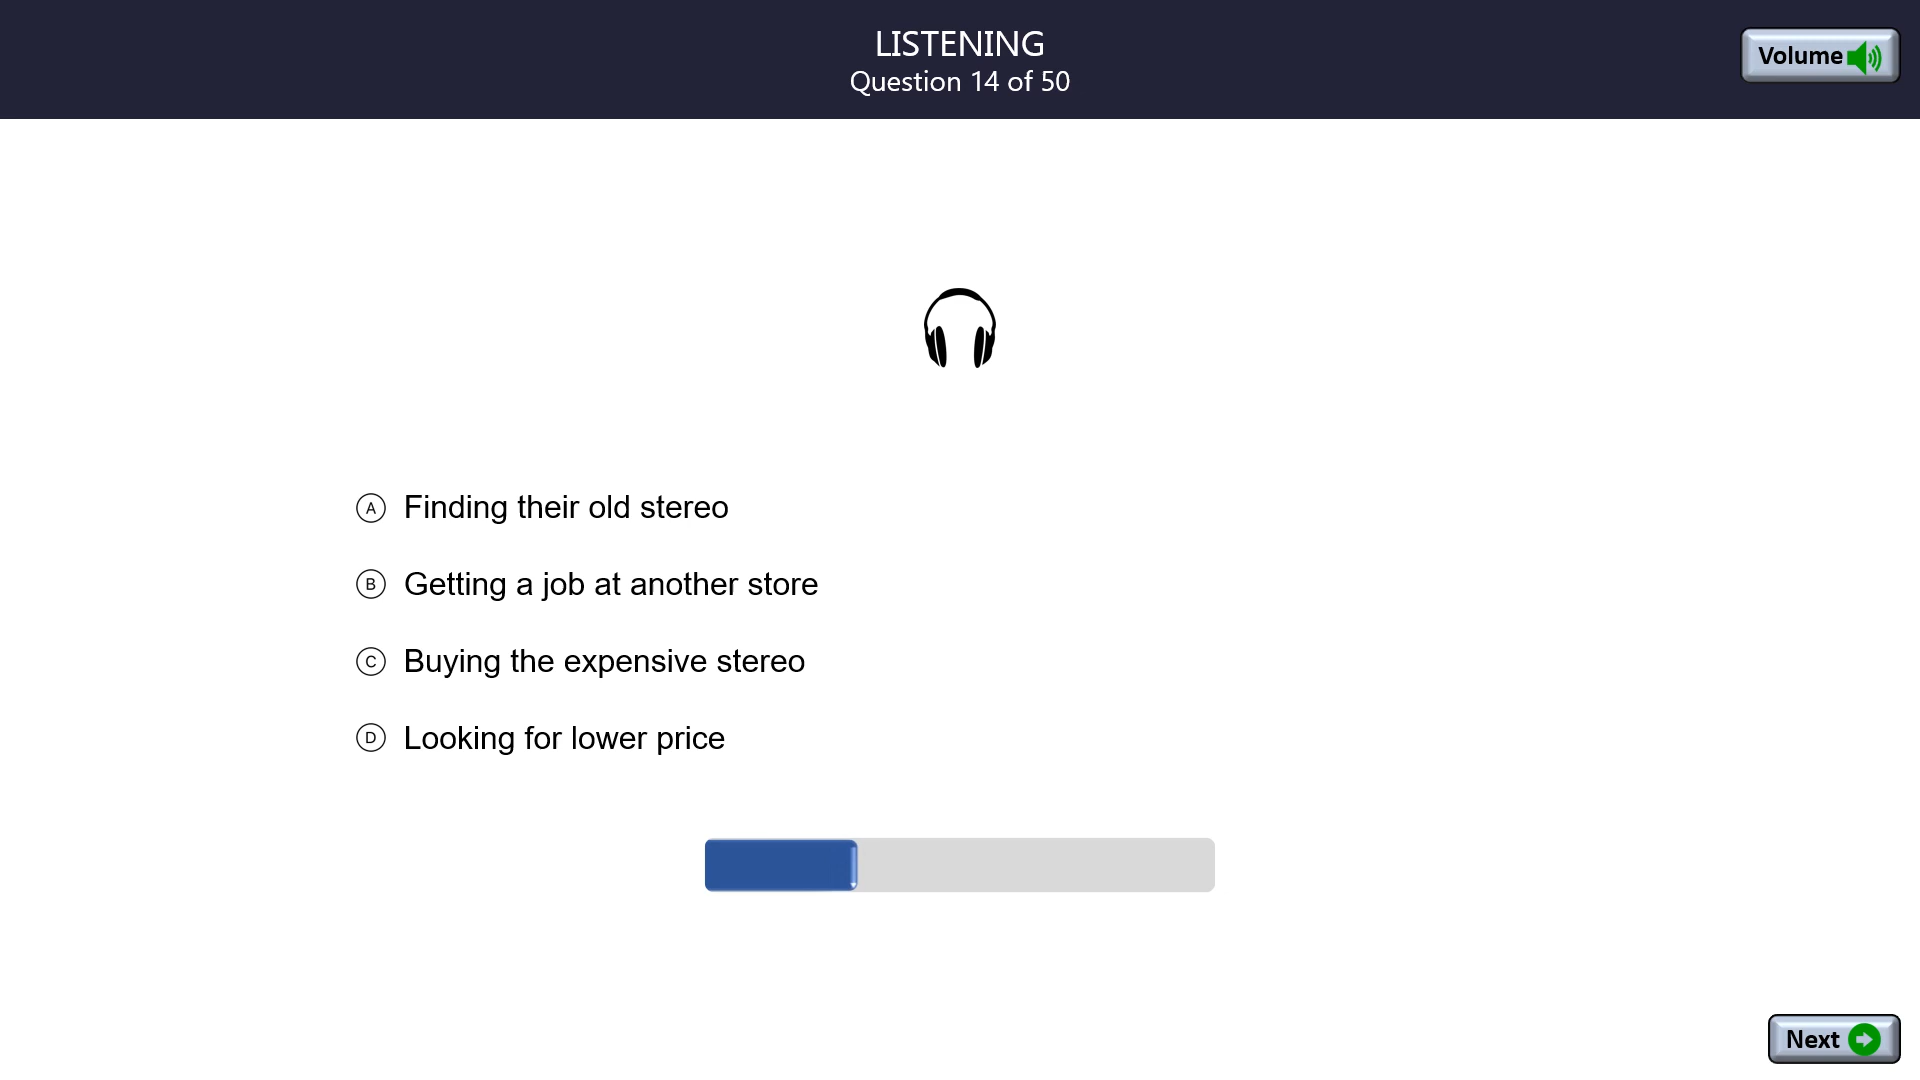 LISTENING
Question 14 of 50
Volume
A Finding their old stereo
B Getting a job at another store
C Buying the expensive stereo
D Looking for lower price
Next